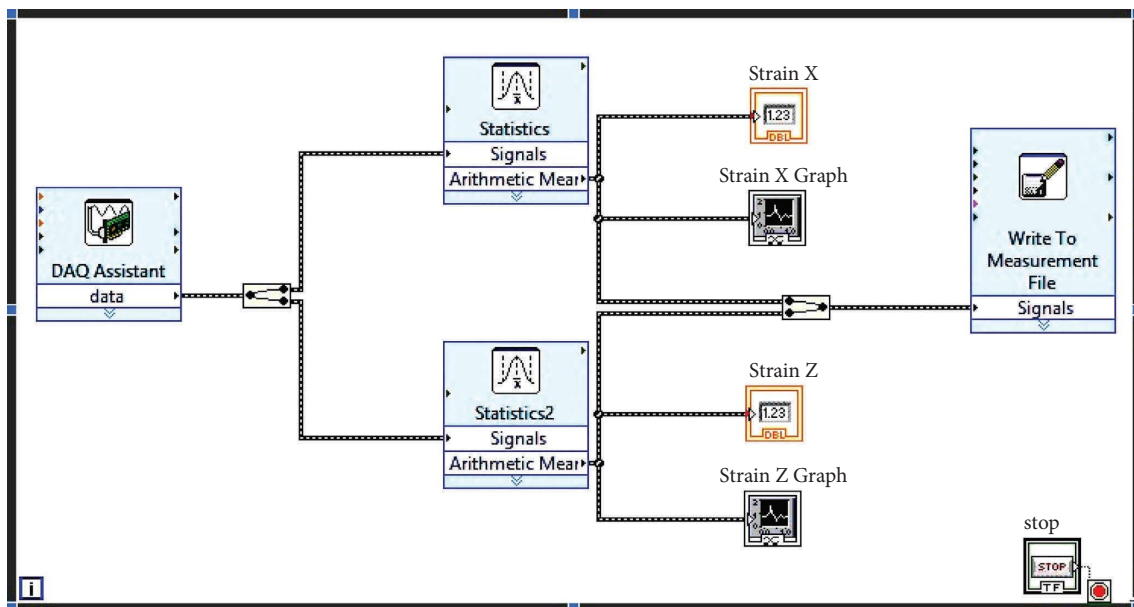 Strain X
1.23
DBL
Statistics
Signals
Arithmetic Mear
Strain X Graph
DAQ Assistant
data
Write To
Measurement
File
Signals
Strain Z
1.23
DBL
Statistics2
Signals
Arithmetic Mear
Strain Z Graph
stop
STOP
TF
i